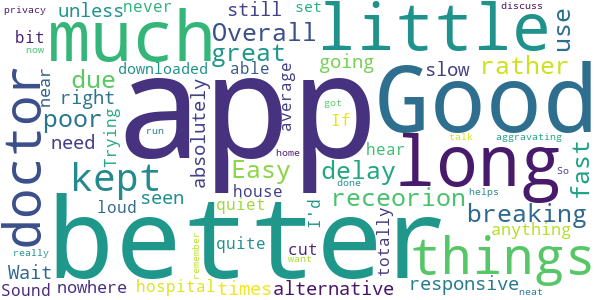 privacy
bit
unless
never
still
set
discuss
now
much
Overall
great
little
use
due
downloaded
able
average
going
slow
rather
doctor
near
right
poor
need
Trying
absolutely
app
run
got
If
Good
hear
long
talk
aggravating
fast
So
kept
Easy
home
delay
loud
seen
house
done
receorion
helps
breaking
anything
better
quiet
I'd
quite
cut
totally
things
really
Wait
remember
want
responsive
Sound
nowhere
hospital
times
alternative
neat